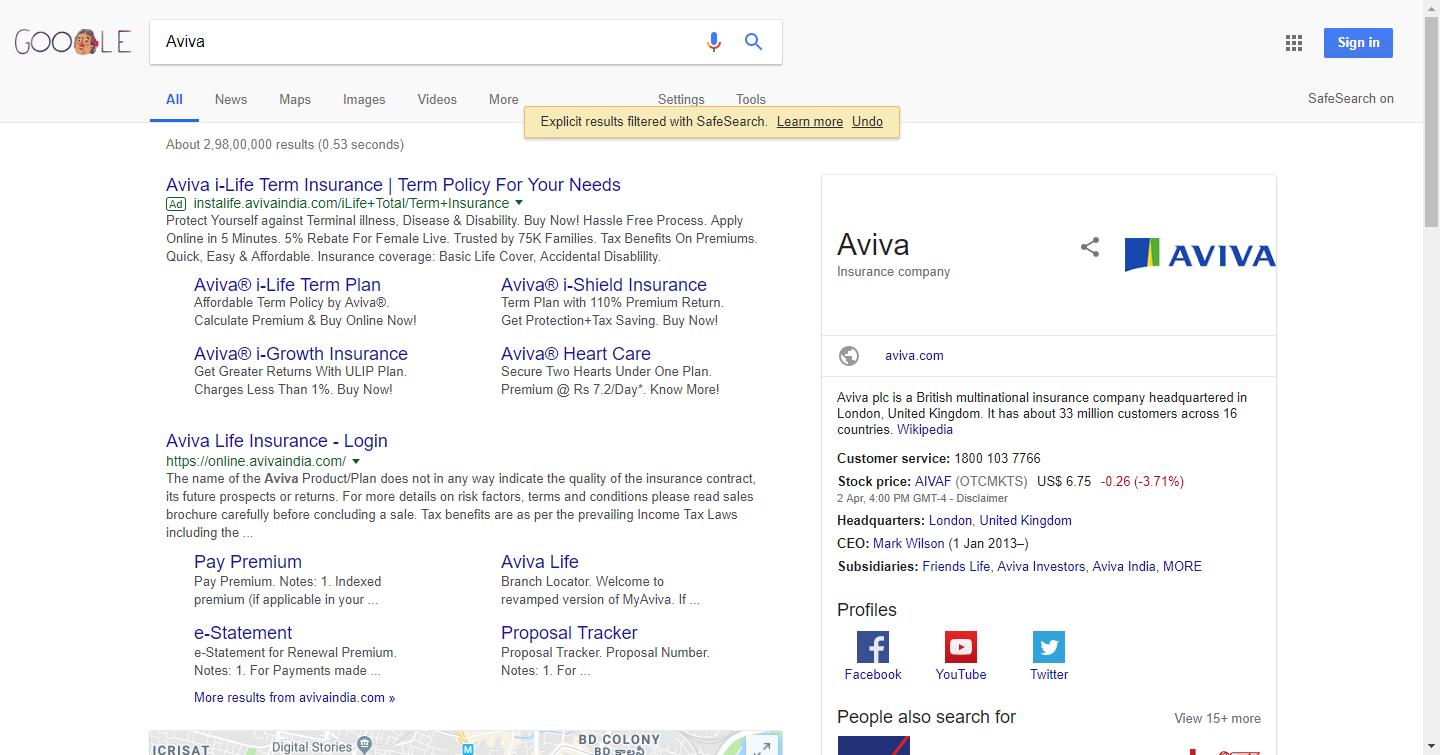 GOOGLE
Aviva
Sign in
All News Maps Images Videos More Settings Tools
SafeSearch on
Explicit results filtered with SafeSearch. Learn more Undo
About 2,98,00,000 results (0.53 seconds)
Aviva i-Life Term Insurance | Term Policy For Your Needs
Ad instalife.avivaindia.com/iLife+Total/Term+Insurance
Protect Yourself against Terminal illness, Disease & Disability. Buy Now! Hassle Free Process. Apply
Online in 5 Minutes. 5% Rebate For Female Live. Trusted by 75K Families. Tax Benefits On Premiums.
Quick, Easy & Affordable. Insurance coverage: Basic Life Cover, Accidental Disablility.
Aviva® i-Life Term Plan
Affordable Term Policy by Aviva®.
Calculate Premium & Buy Online Now!
Aviva® i-Shield Insurance
Term Plan with 110% Premium Return.
Get Protection+Tax Saving. Buy Now!
Aviva® i-Growth Insurance
Get Greater Returns With ULIP Plan.
Charges Less Than 1%. Buy Now!
Aviva® Heart Care
Secure Two Hearts Under One Plan.
Premium @ Rs 7.2/Day*. Know More!
Aviva Life Insurance - Login
https://online.avivaindia.com/
The name of the Aviva Product/Plan does not in any way indicate the quality of the insurance contract,
its future prospects or returns. For more details on risk factors, terms and conditions please read sales
brochure carefully before concluding a sale. Tax benefits are as per the prevailing Income Tax Laws
including the ...
Pay Premium
Pay Premium. Notes: 1. Indexed
premium (if applicable in your ...
Aviva Life
Branch Locator. Welcome to
revamped version of MyAviva. If ...
e-Statement
e-Statement for Renewal Premium.
Notes: 1. For Payments made ...
Proposal Tracker
Proposal Tracker. Proposal Number.
Notes: 1. For ...
More results from avivaindia.com »
ICRISAT
Digital Stories
M
BD COLONY
Aviva
Insurance company
AVIVA
aviva.com
Aviva plc is a British multinational insurance company headquartered in
London, United Kingdom. It has about 33 million customers across 16
countries. Wikipedia
Customer service: 1800 103 7766
Stock price: AIVAF (OTCMKTS) US$ 6.75 -0.26 (-3.71%)
2 Apr, 4:00 PM GMT-4 - Disclaimer
Headquarters: London, United Kingdom
CEO: Mark Wilson (1 Jan 2013–)
Subsidiaries: Friends Life, Aviva Investors, Aviva India, MORE
Profiles
Facebook YouTube Twitter
People also search for
View 15+ more